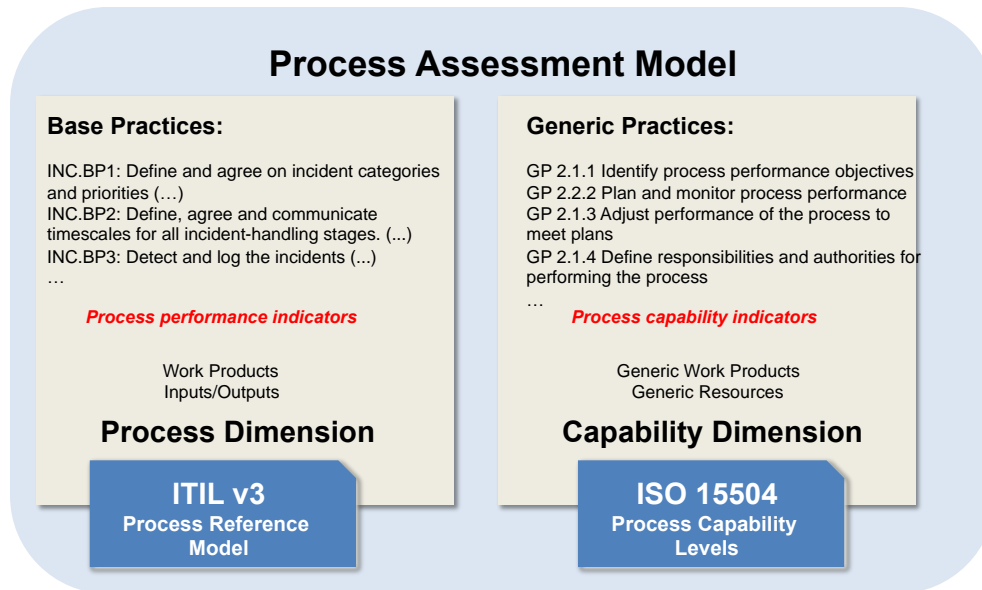 Process Assessment Model
Base Practices:
INC.BP1: Define and agree on incident categories
and priorities (…)
INC.BP2: Define, agree and communicate
timescales for all incident-handling stages. (...)
INC.BP3: Detect and log the incidents (...)
…
Process performance indicators
Work Products
Inputs/Outputs
Process Dimension
ITIL v3
Process Reference
Model
Generic Practices:
GP 2.1.1 Identify process performance objectives
GP 2.2.2 Plan and monitor process performance
GP 2.1.3 Adjust performance of the process to
meet plans
GP 2.1.4 Define responsibilities and authorities for
performing the process
…
Process capability indicators
Generic Work Products
Generic Resources
Capability Dimension
ISO 15504
Process Capability
Levels